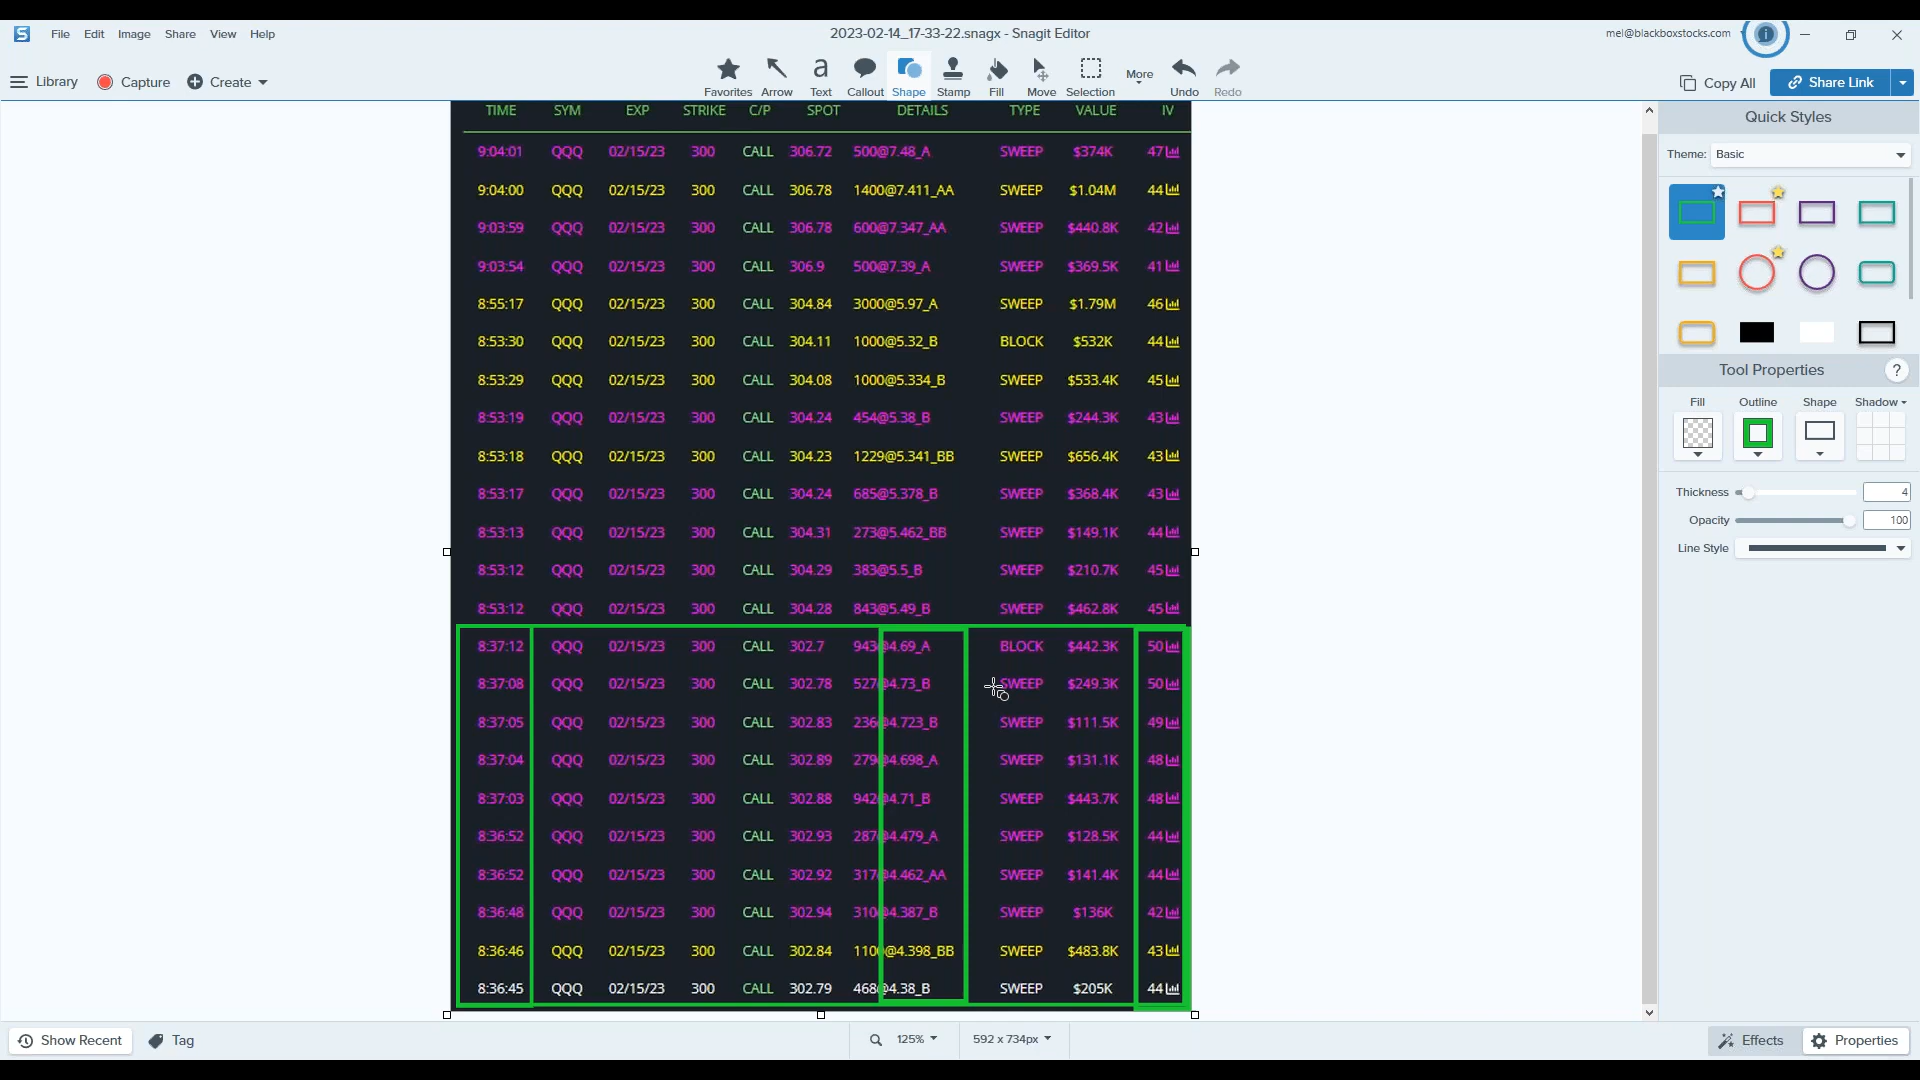 2023-02-14_17-33-22.snagx - Snagit Editor
mel@blackboxstocks.com
File Edit Image Share View Help
Library Capture Create
Favorites Arrow Text Callout Shape Stamp Fill Move Selection More Undo Redo
Copy All Share Link
TIME SYM EXP STRIKE C/P SPOT DETAILS TYPE VALUE IV
9:04:01 QQQ 02/15/23 300 CALL 306.72 500@7.48_A SWEEP $374K 47
9:04:00 QQQ 02/15/23 300 CALL 306.78 1400@7.411_AA SWEEP $1.04M 44
9:03:59 QQQ 02/15/23 300 CALL 306.78 600@7.347_AA SWEEP $440.8K 42
9:03:54 QQQ 02/15/23 300 CALL 306.9 500@7.39_A SWEEP $369.5K 41
8:55:17 QQQ 02/15/23 300 CALL 304.84 3000@5.97_A SWEEP $1.79M 46
8:53:30 QQQ 02/15/23 300 CALL 304.11 1000@5.32_B BLOCK $532K 44
8:53:29 QQQ 02/15/23 300 CALL 304.08 1000@5.334_B SWEEP $533.4K 45
8:53:19 QQQ 02/15/23 300 CALL 304.24 454@5.38_B SWEEP $244.3K 43
8:53:18 QQQ 02/15/23 300 CALL 304.23 1229@5.341_BB SWEEP $656.4K 43
8:53:17 QQQ 02/15/23 300 CALL 304.24 685@5.378_B SWEEP $368.4K 43
8:53:13 QQQ 02/15/23 300 CALL 304.31 273@5.462_BB SWEEP $149.1K 44
8:53:12 QQQ 02/15/23 300 CALL 304.29 383@5.5_B SWEEP $210.7K 45
8:53:12 QQQ 02/15/23 300 CALL 304.28 843@5.49_B SWEEP $462.8K 45
8:37:12 QQQ 02/15/23 300 CALL 302.7 943@4.69_A BLOCK $442.3K 50
8:37:08 QQQ 02/15/23 300 CALL 302.78 527@4.73_B SWEEP $249.3K 50
8:37:05 QQQ 02/15/23 300 CALL 302.83 236@4.723_B SWEEP $111.5K 49
8:37:04 QQQ 02/15/23 300 CALL 302.89 279@4.698_A SWEEP $131.1K 48
8:37:03 QQQ 02/15/23 300 CALL 302.88 942@4.71_B SWEEP $443.7K 48
8:36:52 QQQ 02/15/23 300 CALL 302.93 287@4.479_A SWEEP $128.5K 44
8:36:52 QQQ 02/15/23 300 CALL 302.92 317@4.462_AA SWEEP $141.4K 44
8:36:48 QQQ 02/15/23 300 CALL 302.94 310@4.387_B SWEEP $136K 42
8:36:46 QQQ 02/15/23 300 CALL 302.84 1100@4.398_BB SWEEP $483.8K 43
8:36:45 QQQ 02/15/23 300 CALL 302.79 468@4.38_B SWEEP $205K 44
Quick Styles
Theme: Basic
Tool Properties ?
Fill Outline Shape Shadow
Thickness 4
Opacity 100
Line Style
Show Recent Tag 125% 592 x 734px Effects Properties